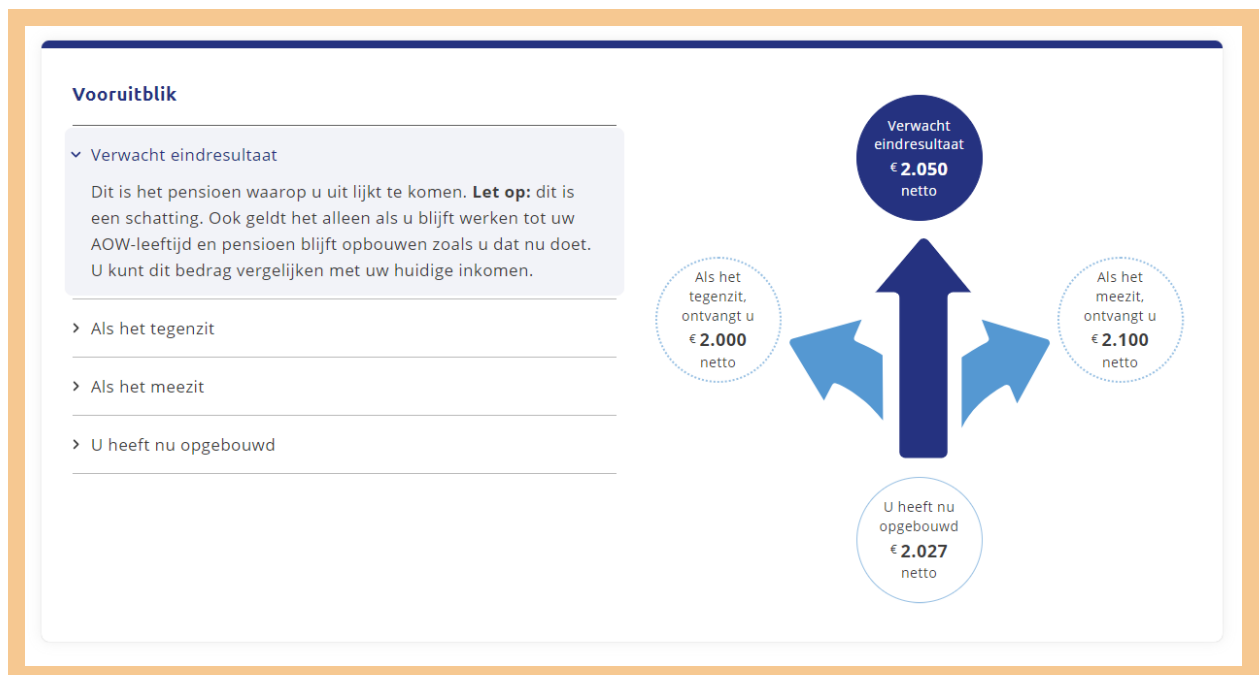 Vooruitblik
Verwacht eindresultaat
Dit is het pensioen waarop u uit lijkt te komen. Let op: dit is
een schatting. Ook geldt het alleen als u blijft werken tot uw
AOW-leeftijd en pensioen blijft opbouwen zoals u dat nu doet.
U kunt dit bedrag vergelijken met uw huidige inkomen.
Als het tegenzit
Als het meezit
U heeft nu opgebouwd
Verwacht
eindresultaat
€ 2.050
netto
Als het
tegenzit,
ontvangt u
€ 2.000
netto
Als het
meezit,
ontvangt u
€ 2.100
netto
U heeft nu
opgebouwd
€ 2.027
netto